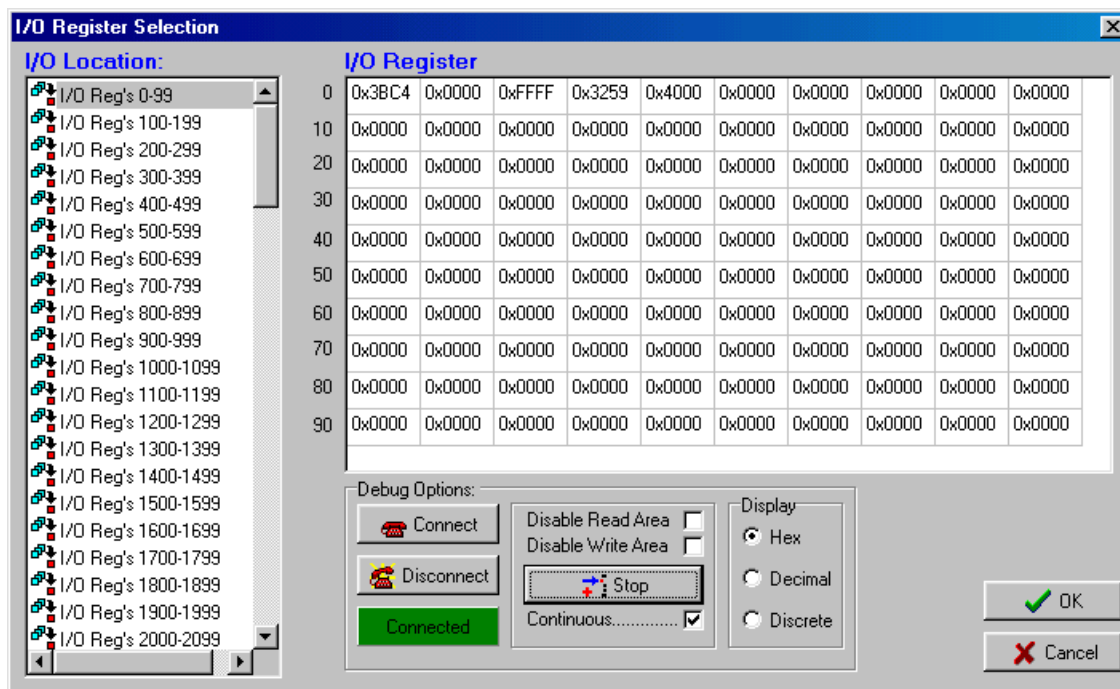 I/O Register Selection
I/O Location:
I/O Reg's 0-99
I/O Reg's 100-199
I/O Reg's 200-299
I/O Reg's 300-399
I/O Reg's 400-499
I/O Reg's 500-599
I/O Reg's 600-699
I/O Reg's 700-799
I/O Reg's 800-899
I/O Reg's 900-999
I/O Reg's 1000-1099
I/O Reg's 1100-1199
I/O Reg's 1200-1299
I/O Reg's 1300-1399
I/O Reg's 1400-1499
I/O Reg's 1500-1599
I/O Reg's 1600-1699
I/O Reg's 1700-1799
I/O Reg's 1800-1899
I/O Reg's 1900-1999
I/O Reg's 2000-2099
I/O Register
0 0x3BC4 0x0000 0xFFFF 0x3259 0x4000 0x0000 0x0000 0x0000 0x0000 0x0000
10 0x0000 0x0000 0x0000 0x0000 0x0000 0x0000 0x0000 0x0000 0x0000 0x0000
20 0x0000 0x0000 0x0000 0x0000 0x0000 0x0000 0x0000 0x0000 0x0000 0x0000
30 0x0000 0x0000 0x0000 0x0000 0x0000 0x0000 0x0000 0x0000 0x0000 0x0000
40 0x0000 0x0000 0x0000 0x0000 0x0000 0x0000 0x0000 0x0000 0x0000 0x0000
50 0x0000 0x0000 0x0000 0x0000 0x0000 0x0000 0x0000 0x0000 0x0000 0x0000
60 0x0000 0x0000 0x0000 0x0000 0x0000 0x0000 0x0000 0x0000 0x0000 0x0000
70 0x0000 0x0000 0x0000 0x0000 0x0000 0x0000 0x0000 0x0000 0x0000 0x0000
80 0x0000 0x0000 0x0000 0x0000 0x0000 0x0000 0x0000 0x0000 0x0000 0x0000
90 0x0000 0x0000 0x0000 0x0000 0x0000 0x0000 0x0000 0x0000 0x0000 0x0000
Debug Options:
Connect
Disconnect
Connected
Disable Read Area
Disable Write Area
Stop
Continuous.............
Display
Hex
Decimal
Discrete
OK
Cancel